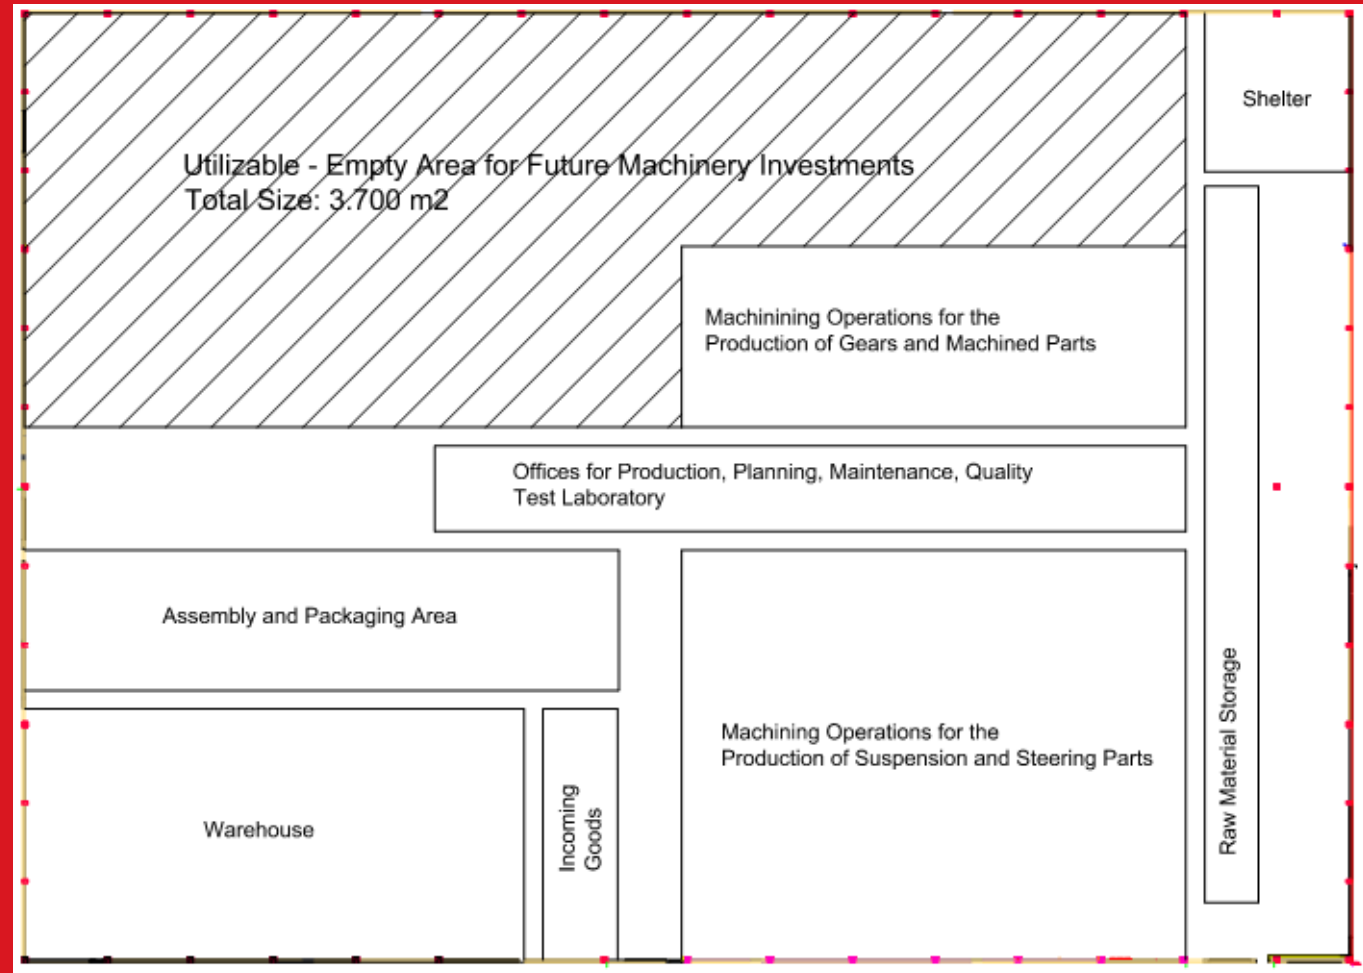 Utilizable - Empty Area for Future Machinery Investments
Total Size: 3.700 m2
Shelter
Machinining Operations for the
Production of Gears and Machined Parts
Offices for Production, Planning, Maintenance, Quality
Test Laboratory
Assembly and Packaging Area
Machining Operations for the
Production of Suspension and Steering Parts
Raw Material Storage
Warehouse
Incoming
Goods